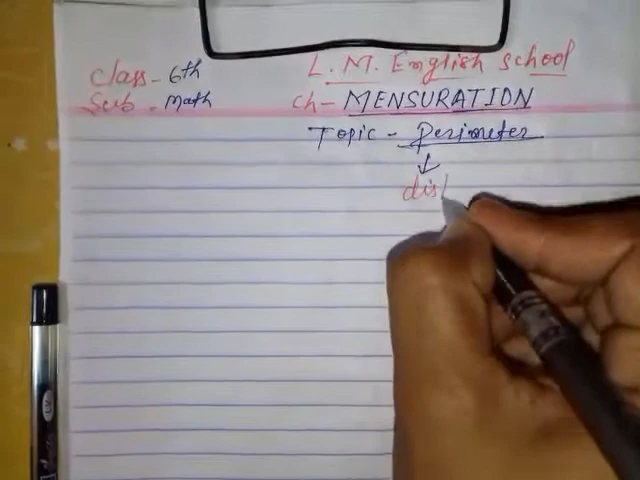 Class - 6th
L. M. English School
Sub - Math
Ch - MENSURATION
Topic - Perimeter
dis